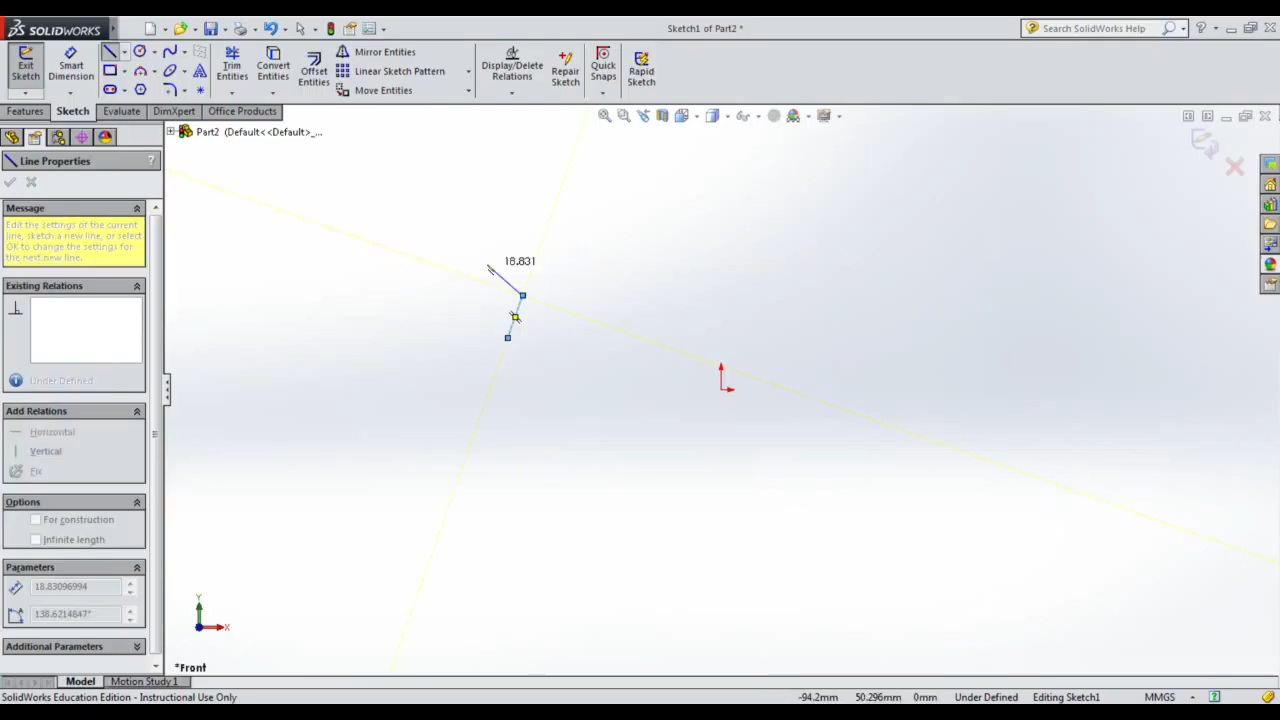 SOLIDWORKS
Sketch1 of Part2 *
Search SolidWorks Help
Exit Sketch
Smart Dimension
Trim Entities
Convert Entities
Offset Entities
Mirror Entities
Linear Sketch Pattern
Move Entities
Display/Delete Relations
Repair Sketch
Quick Snaps
Rapid Sketch
Features
Sketch
Evaluate
DimXpert
Office Products
Part2 (Default<<Default>_...
Line Properties
?
Message
Edit the settings of the current
line, sketch a new line, or select
OK to change the settings for
the next new line.
Existing Relations
Under Defined
Add Relations
Horizontal
Vertical
Fix
Options
For construction
Infinite length
Parameters
18.83096994
138.6214847°
Additional Parameters
18.831
Y
X
*Front
Model
Motion Study 1
SolidWorks Education Edition - Instructional Use Only
-94.2mm
50.296mm
0mm
Under Defined
Editing Sketch1
MMGS